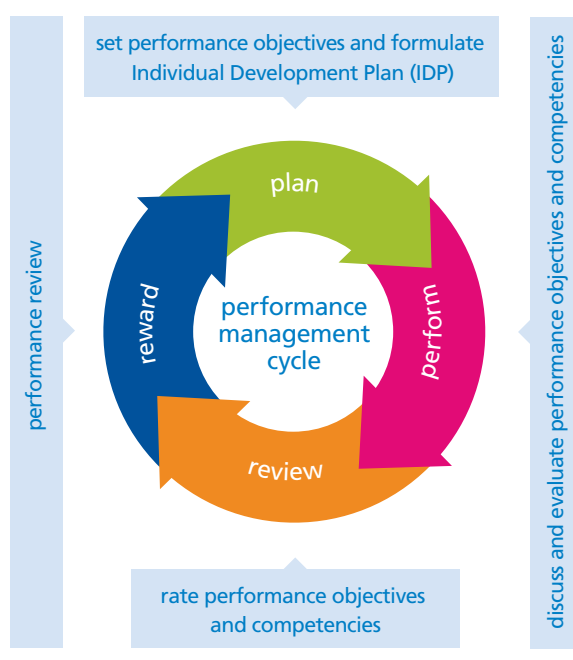 set performance objectives and formulate
Individual Development Plan (IDP)
plan
perform
review
reward
performance
management
cycle
discuss and evaluate performance objectives and competencies
rate performance objectives
and competencies
performance review